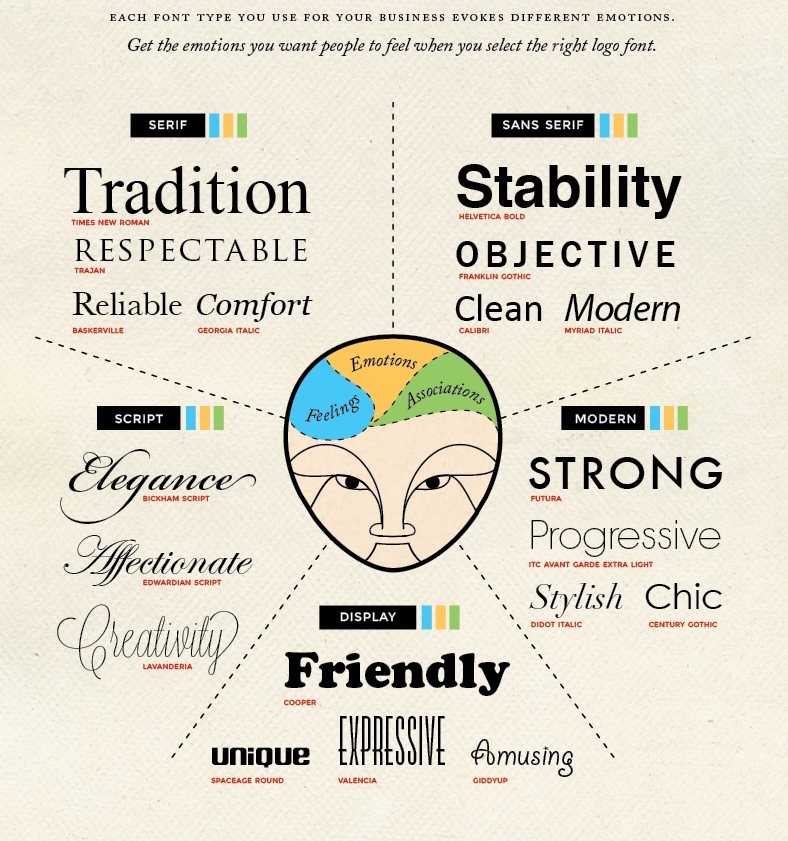 EACH FONT TYPE YOU USE FOR YOUR BUSINESS EVOKES DIFFERENT EMOTIONS.
Get the emotions you want people to feel when you select the right logo font.
SERIF
Tradition
TIMES NEW ROMAN
RESPECTABLE
TRAJAN
Reliable
BASKERVILLE
Comfort
GEORGIA ITALIC
SANS SERIF
Stability
HELVETICA BOLD
OBJECTIVE
FRANKLIN GOTHIC
Clean
CALIBRI
Modern
MYRIAD ITALIC
Emotions
Feelings
Associations
SCRIPT
Elegance
BICKHAM SCRIPT
Affectionate
EDWARDIAN SCRIPT
Creativity
LAVANDERIA
MODERN
STRONG
FUTURA
Progressive
ITC AVANT GARDE EXTRA LIGHT
Stylish
DIDOT ITALIC
Chic
CENTURY GOTHIC
DISPLAY
Friendly
COOPER
unique
SPACEAGE ROUND
EXPRESSIVE
VALENCIA
Amusing
GIDDYUP